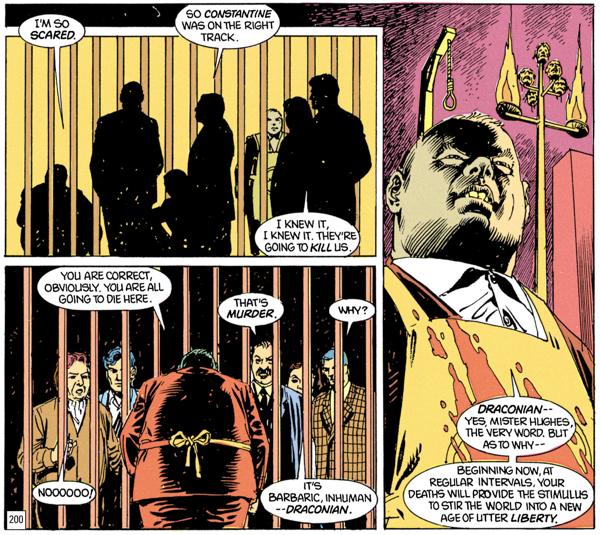 I'M SO
SCARED.
SO CONSTANTINE
WAS ON THE RIGHT
TRACK.
I KNEW IT,
I KNEW IT. THEY'RE
GOING TO KILL US.
YOU ARE CORRECT,
OBVIOUSLY. YOU ARE ALL
GOING TO DIE HERE.
THAT'S
MURDER.
WHY?
NOOOOOO!
IT'S
BARBARIC, INHUMAN
--DRACONIAN.
200
DRACONIAN--
YES, MISTER HUGHES,
THE VERY WORD. BUT
AS TO WHY--
BEGINNING NOW, AT
REGULAR INTERVALS, YOUR
DEATHS WILL PROVIDE THE STIMULUS
TO STIR THE WORLD INTO A NEW
AGE OF UTTER LIBERTY.